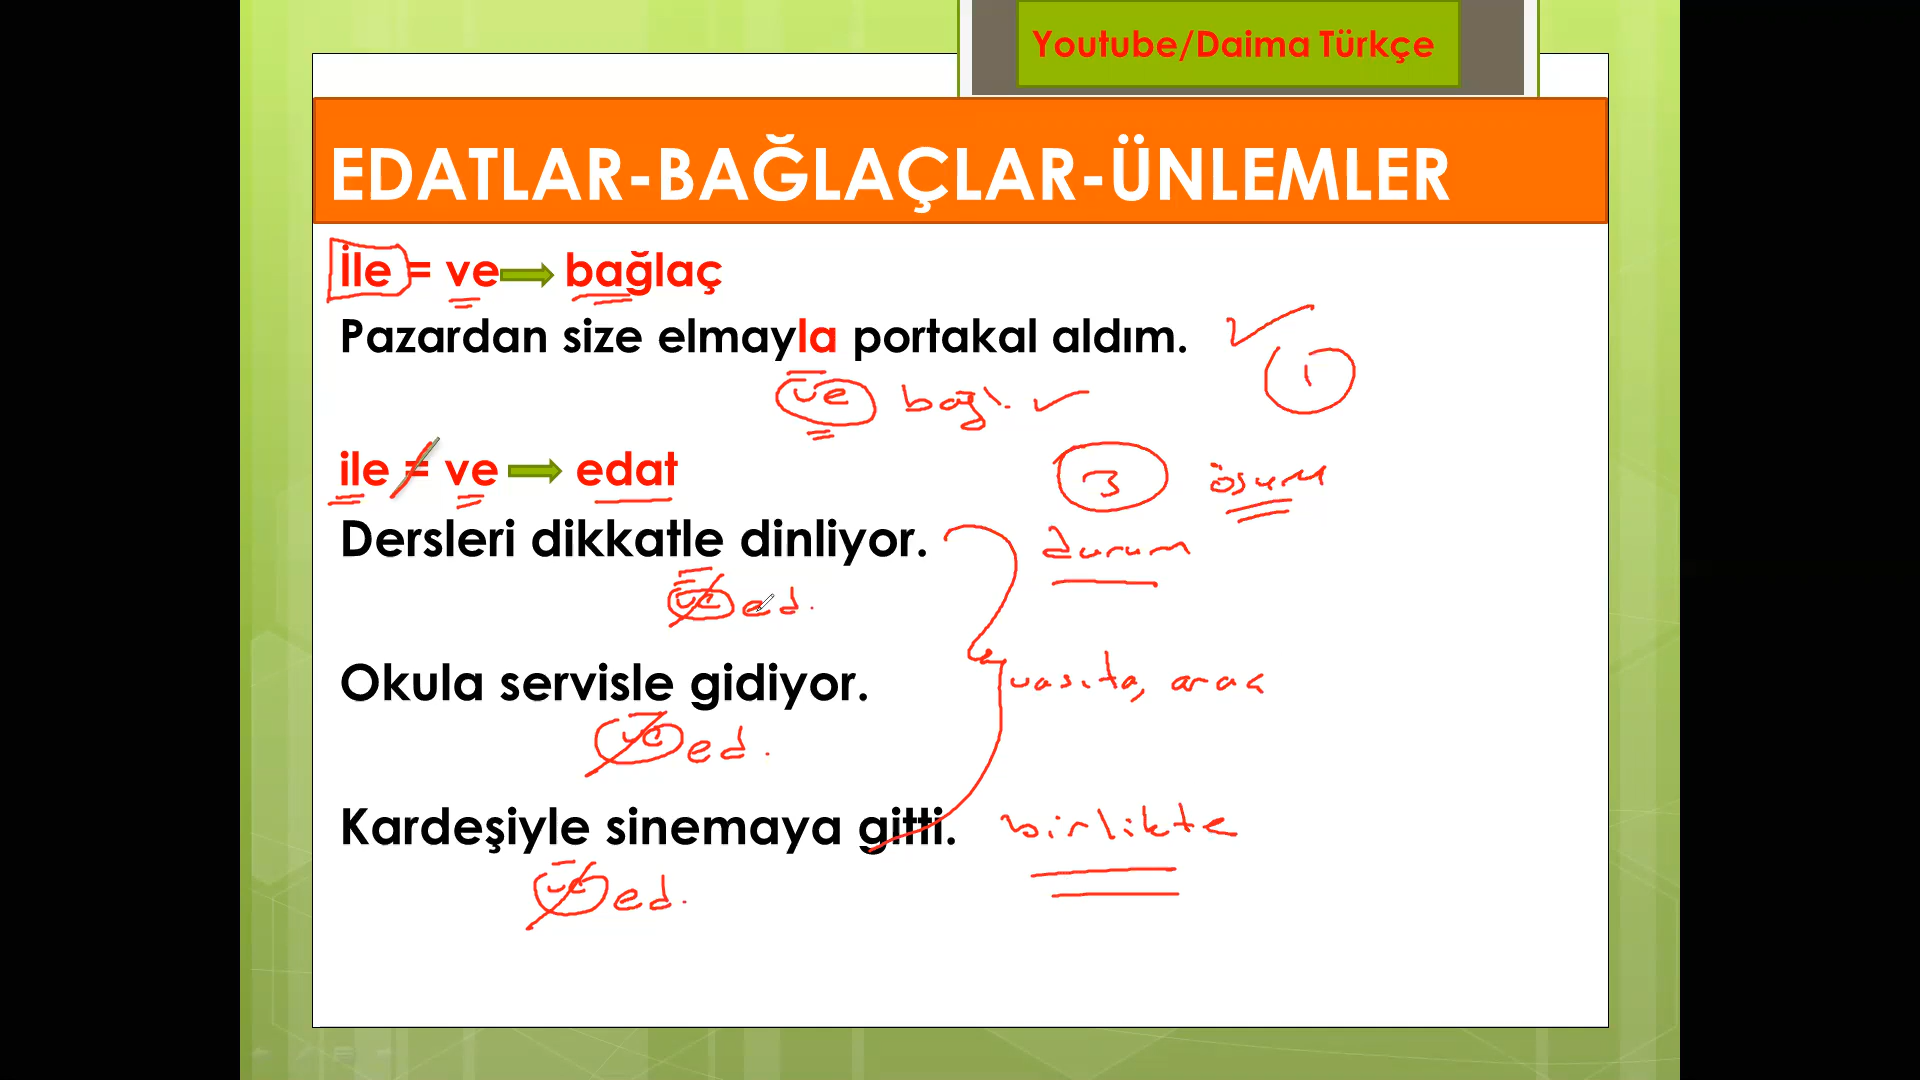 Youtube/Daima Türkçe
EDATLAR-BAĞLAÇLAR-ÜNLEMLER
İle = ve bağlaç
Pazardan size elmayla portakal aldım.
1
ve bağl.
ile = ve edat
3
Dersleri dikkatle dinliyor.
durum
ve ed.
Okula servisle gidiyor.
vasıta, araç
ve ed.
Kardeşiyle sinemaya gitti.
birlikte
ve ed.